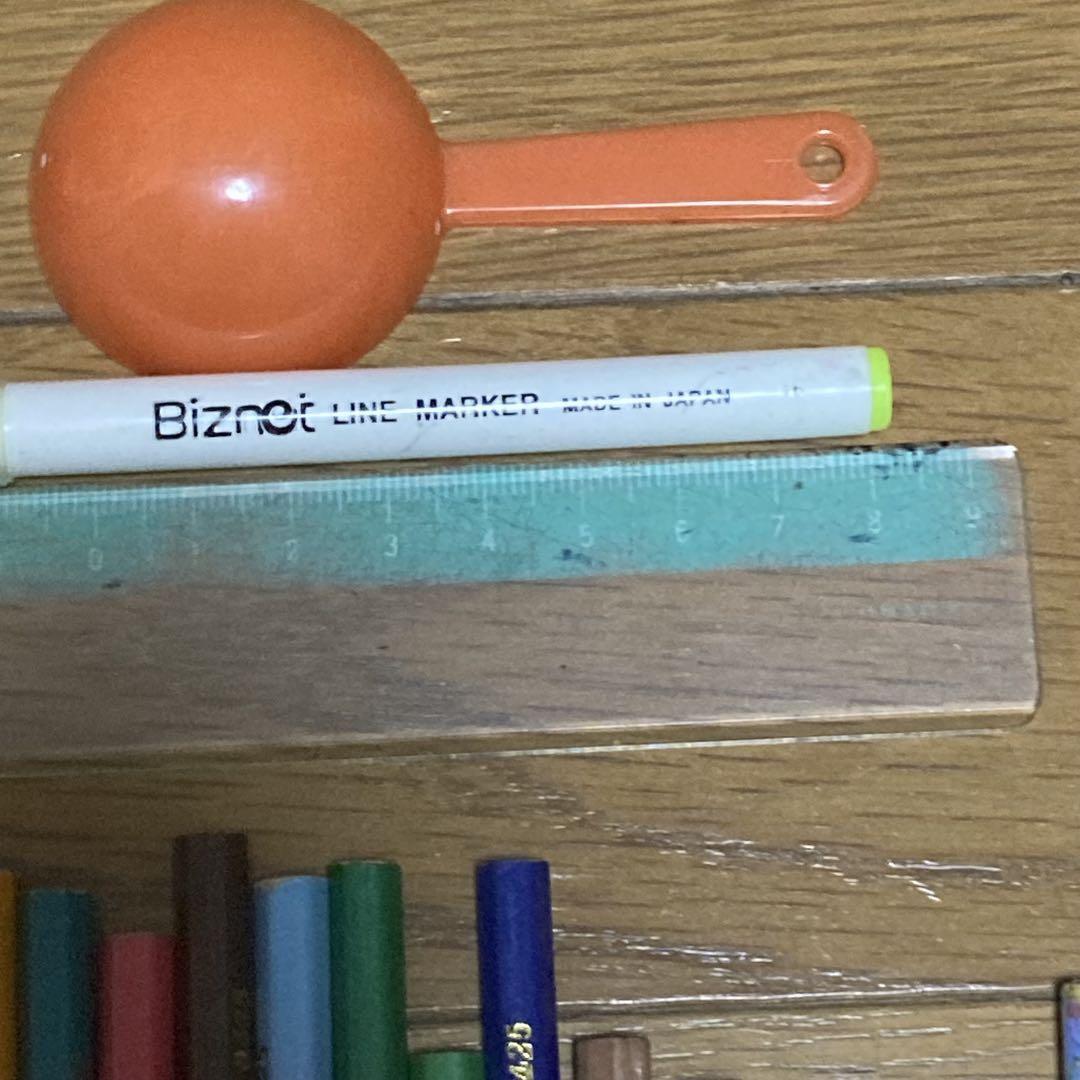 Biznet LINE MARKER MADE IN JAPAN
0 1 2 3 4 5 6 7 8 9
425